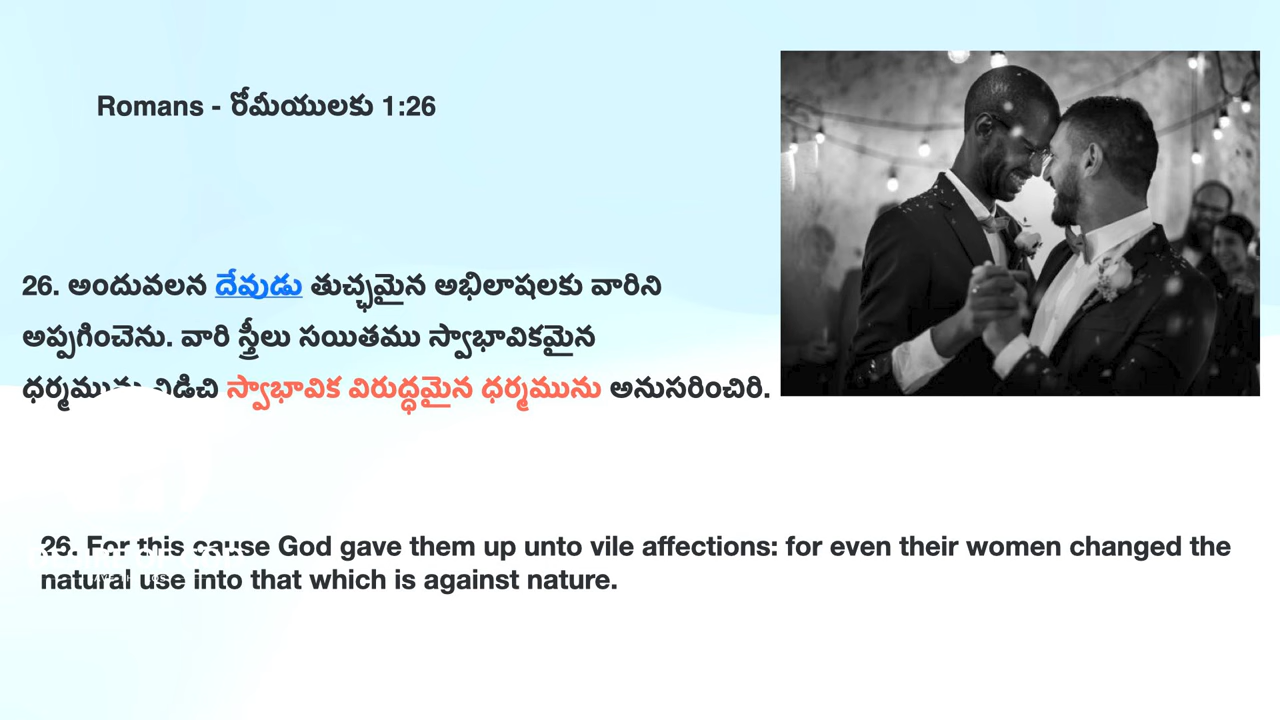 Romans - రోమీయులకు 1:26
26. అందువలన దేవుడు తుచ్ఛమైన అభిలాషలకు వారిని
అప్పగించెను. వారి స్త్రీలు సయితము స్వాభావికమైన
ధర్మమును విడిచి స్వాభావిక విరుద్ధమైన ధర్మమును అనుసరించిరి.
26. For this cause God gave them up unto vile affections: for even their women changed the
natural use into that which is against nature.